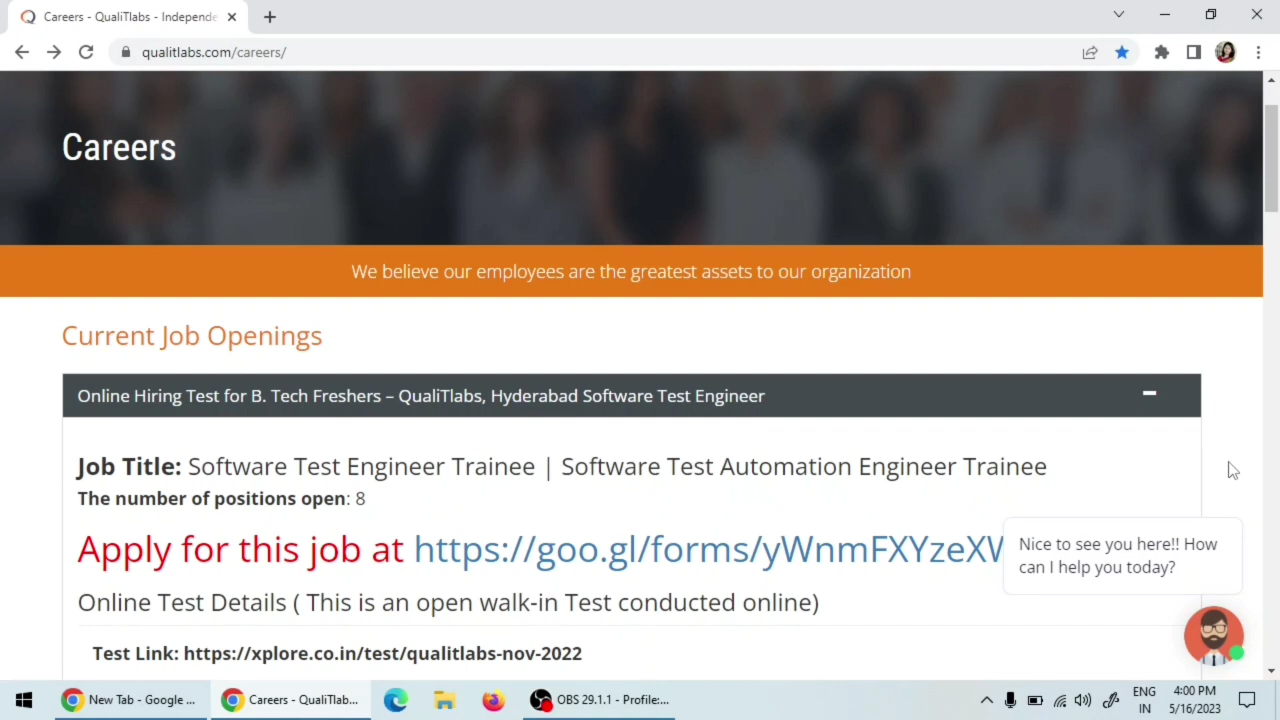 Careers - QualiTlabs - Independe
qualitlabs.com/careers/
Careers
We believe our employees are the greatest assets to our organization
Current Job Openings
Online Hiring Test for B. Tech Freshers – QualiTlabs, Hyderabad Software Test Engineer
Job Title: Software Test Engineer Trainee | Software Test Automation Engineer Trainee
The number of positions open: 8
Apply for this job at https://goo.gl/forms/yWnmFXYzeXW
Nice to see you here!! How
can I help you today?
Online Test Details ( This is an open walk-in Test conducted online)
Test Link: https://xplore.co.in/test/qualitlabs-nov-2022
New Tab - Google ...
Careers - QualiTlab...
OBS 29.1.1 - Profile:...
ENG
IN
4:00 PM
5/16/2023